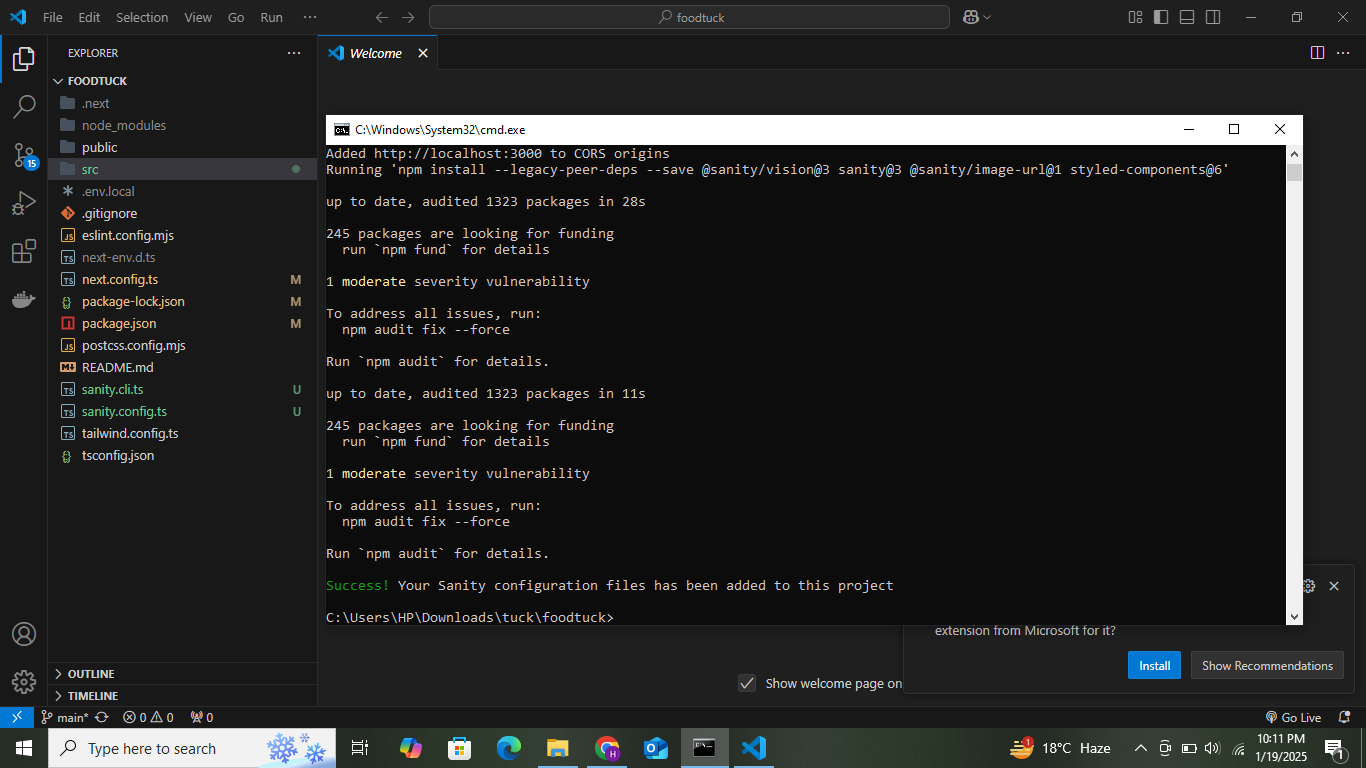 File Edit Selection View Go Run ···
foodtuck
EXPLORER ···
Welcome
FOODTUCK
.next
node_modules
public
src
.env.local
.gitignore
eslint.config.mjs
next-env.d.ts
next.config.ts M
package-lock.json M
package.json M
postcss.config.mjs
README.md
sanity.cli.ts U
sanity.config.ts U
tailwind.config.ts
tsconfig.json
OUTLINE
TIMELINE
15
C:\Windows\System32\cmd.exe
Added http://localhost:3000 to CORS origins
Running 'npm install --legacy-peer-deps --save @sanity/vision@3 sanity@3 @sanity/image-url@1 styled-components@6'
up to date, audited 1323 packages in 28s
245 packages are looking for funding
run `npm fund` for details
1 moderate severity vulnerability
To address all issues, run:
npm audit fix --force
Run `npm audit` for details.
up to date, audited 1323 packages in 11s
245 packages are looking for funding
run `npm fund` for details
1 moderate severity vulnerability
To address all issues, run:
npm audit fix --force
Run `npm audit` for details.
Success! Your Sanity configuration files has been added to this project
C:\Users\HP\Downloads\tuck\foodtuck>
extension from Microsoft for it?
Install Show Recommendations
Show welcome page on
main* 0 0 0 Go Live
Type here to search
18°C Haze
10:11 PM
1/19/2025
1
1